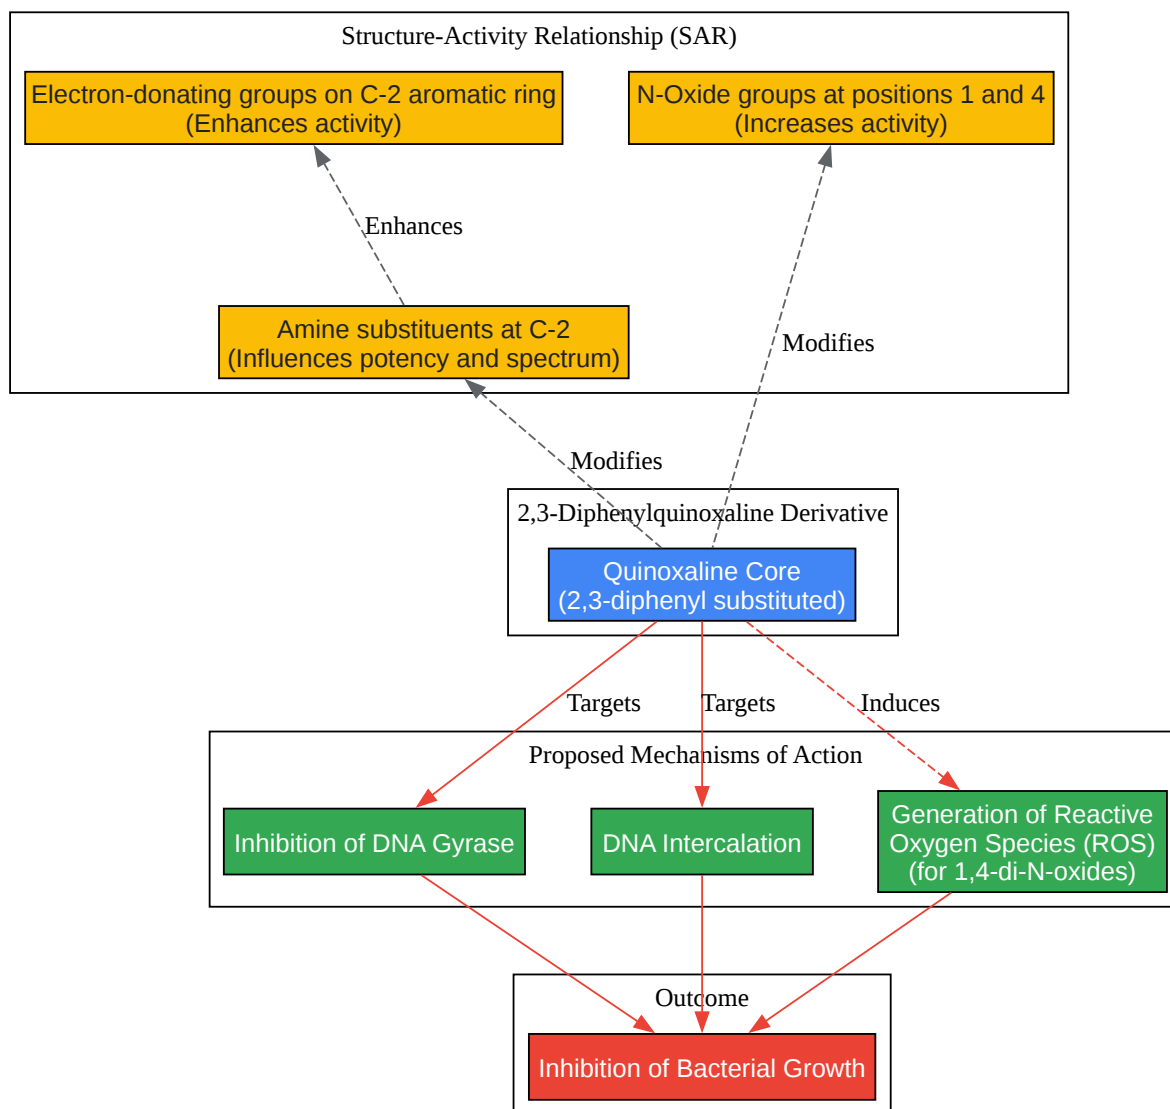 Structure-Activity Relationship (SAR)
Electron-donating groups on C-2 aromatic ring
(Enhances activity)
N-Oxide groups at positions 1 and 4
(Increases activity)
Enhances
Amine substituents at C-2
(Influences potency and spectrum)
Modifies
Modifies
2,3-Diphenylquinoxaline Derivative
Quinoxaline Core
(2,3-diphenyl substituted)
Targets
Targets
Induces
Proposed Mechanisms of Action
Inhibition of DNA Gyrase
DNA Intercalation
Generation of Reactive
Oxygen Species (ROS)
(for 1,4-di-N-oxides)
Outcome
Inhibition of Bacterial Growth